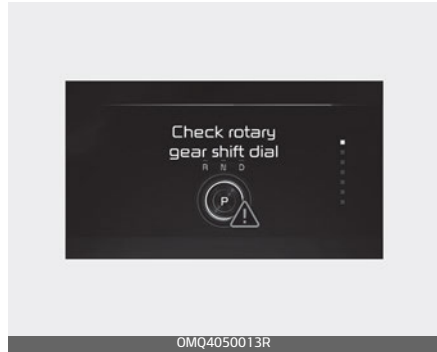 Check rotary
gear shift dial
R N D
P
OMQ4050013R